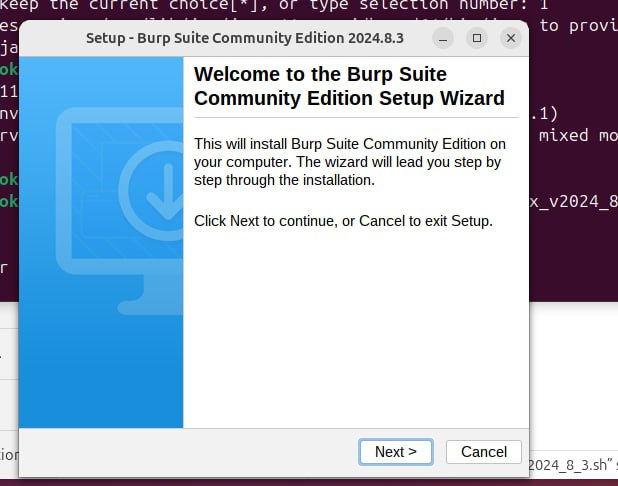 keep the current choice[*], or type selection number: 1
to provi
Setup - Burp Suite Community Edition 2024.8.3
ja
ok
11
nv
.1)
rv
mixed mo
ok
ok
x_v2024_8
r
Welcome to the Burp Suite
Community Edition Setup Wizard
This will install Burp Suite Community Edition on
your computer. The wizard will lead you step by
step through the installation.
Click Next to continue, or Cancel to exit Setup.
ion
Next >
Cancel
2024_8_3.sh" s